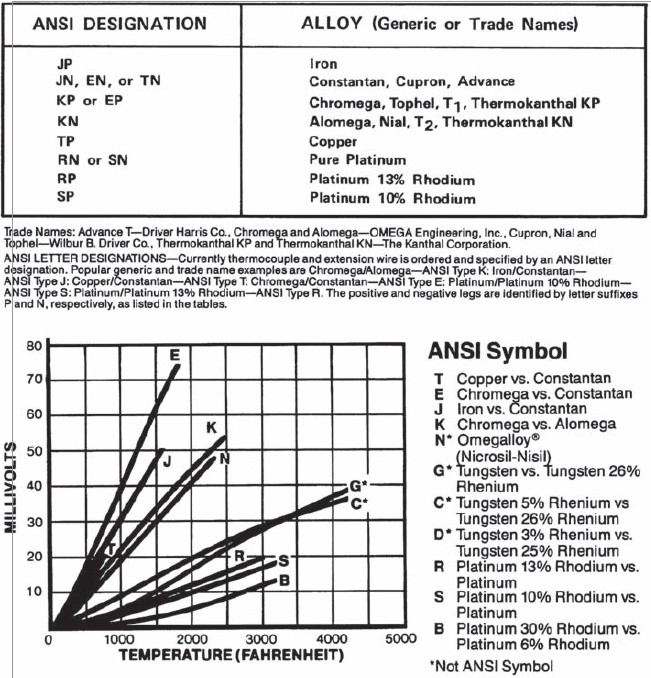 ANSI DESIGNATION ALLOY (Generic or Trade Names)
JP Iron
JN, EN, or TN Constantan, Cupron, Advance
KP or EP Chromega, Tophel, T1, Thermokanthal KP
KN Alomega, Nial, T2, Thermokanthal KN
TP Copper
RN or SN Pure Platinum
RP Platinum 13% Rhodium
SP Platinum 10% Rhodium
Trade Names: Advance T—Driver Harris Co., Chromega and Alomega—OMEGA Engineering, Inc., Cupron, Nial and
Tophel—Wilbur B. Driver Co., Thermokanthal KP and Thermokanthal KN—The Kanthal Corporation.
ANSI LETTER DESIGNATIONS—Currently thermocouple and extension wire is ordered and specified by an ANSI letter
designation. Popular generic and trade name examples are Chromega/Alomega—ANSI Type K: Iron/Constantan—
ANSI Type J: Copper/Constantan—ANSI Type T: Chromega/Constantan—ANSI Type E: Platinum/Platinum 10% Rhodium—
ANSI Type S: Platinum/Platinum 13% Rhodium—ANSI Type R. The positive and negative legs are identified by letter suffixes
P and N, respectively, as listed in the tables.
80
70
60
50
40
30
20
10
MILLIVOLTS
E
K
J
N
T
G*
C*
R
S
B
0 1000 2000 3000 4000 5000
TEMPERATURE (FAHRENHEIT)
ANSI Symbol
T Copper vs. Constantan
E Chromega vs. Constantan
J Iron vs. Constantan
K Chromega vs. Alomega
N* Omegalloy®
(Nicrosil-Nisil)
G* Tungsten vs. Tungsten 26%
Rhenium
C* Tungsten 5% Rhenium vs
Tungsten 26% Rhenium
D* Tungsten 3% Rhenium vs.
Tungsten 25% Rhenium
R Platinum 13% Rhodium vs.
Platinum
S Platinum 10% Rhodium vs.
Platinum
B Platinum 30% Rhodium vs.
Platinum 6% Rhodium
*Not ANSI Symbol